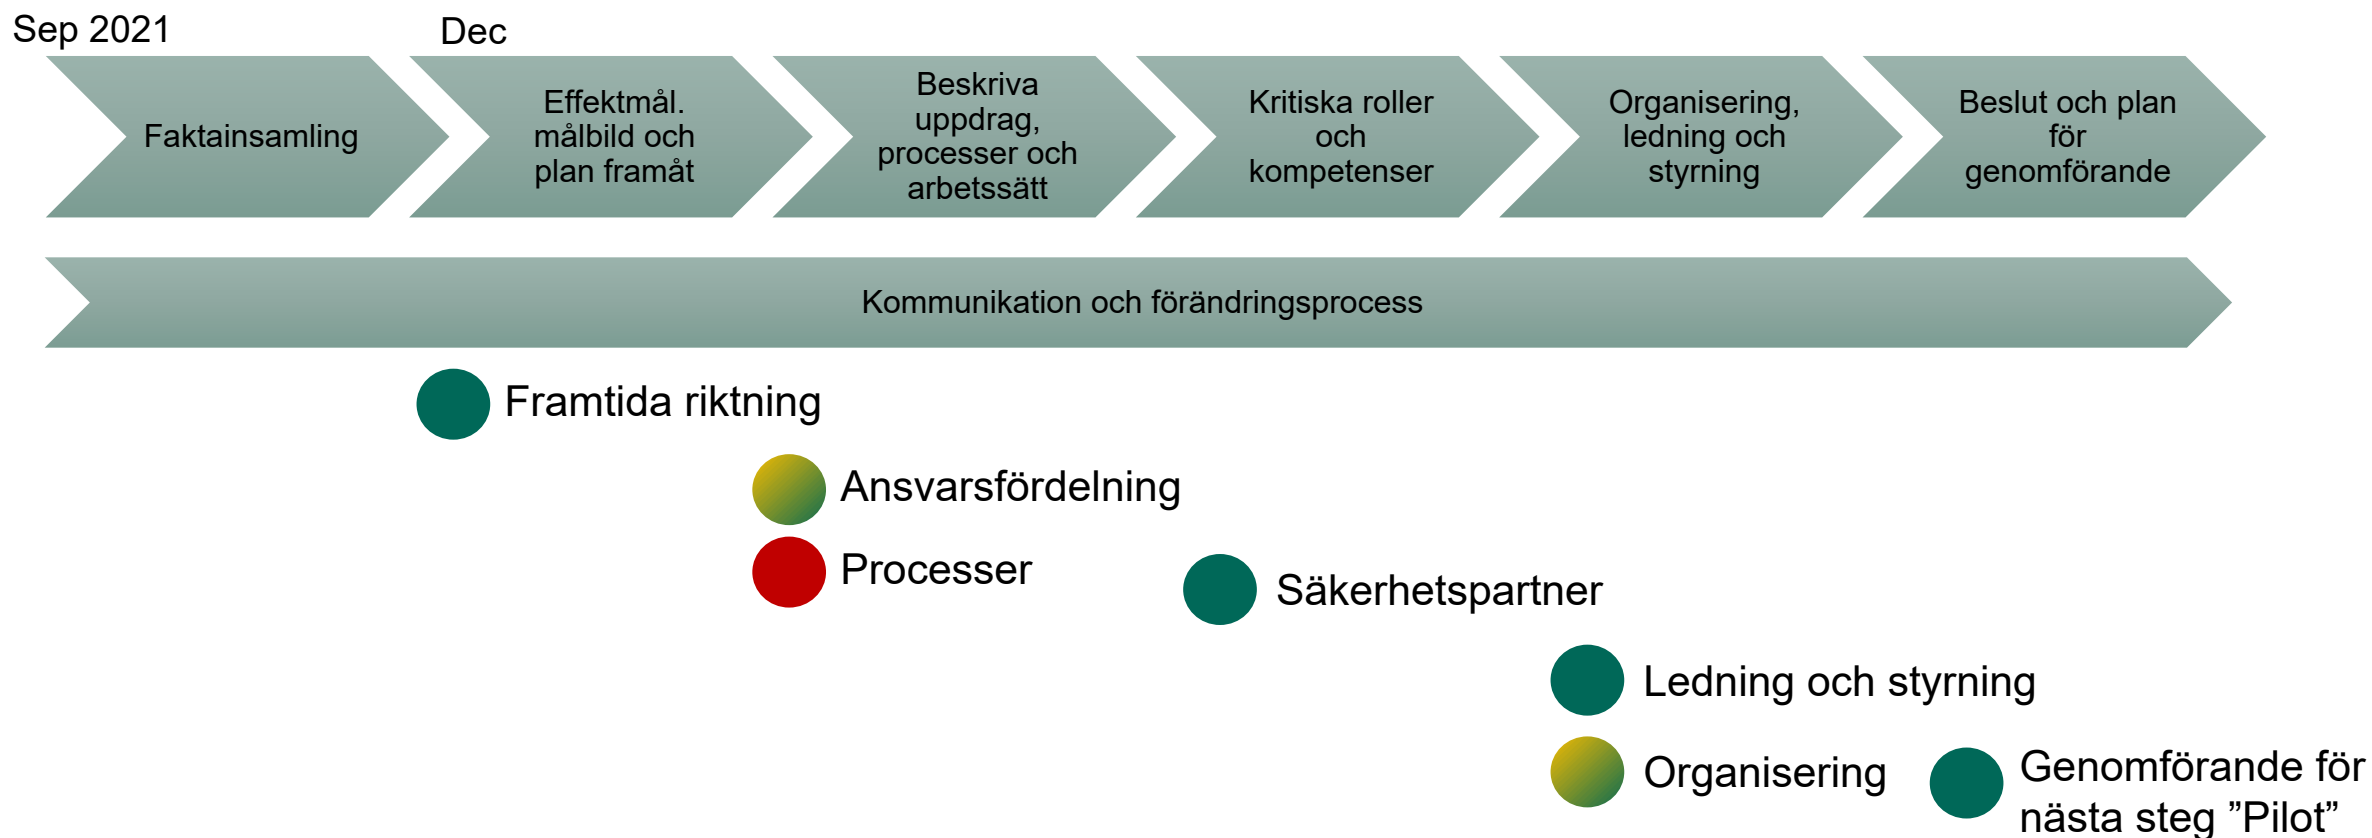 Sep 2021
Dec
Faktainsamling
Effektmål.
målbild och
plan framåt
Beskriva
uppdrag,
processer och
arbetssätt
Kritiska roller
och
kompetenser
Organisering,
ledning och
styrning
Beslut och plan
för
genomförande
Kommunikation och förändringsprocess
Framtida riktning
Ansvarsfördelning
Processer
Säkerhetspartner
Ledning och styrning
Organisering
Genomförande för
nästa steg ”Pilot”